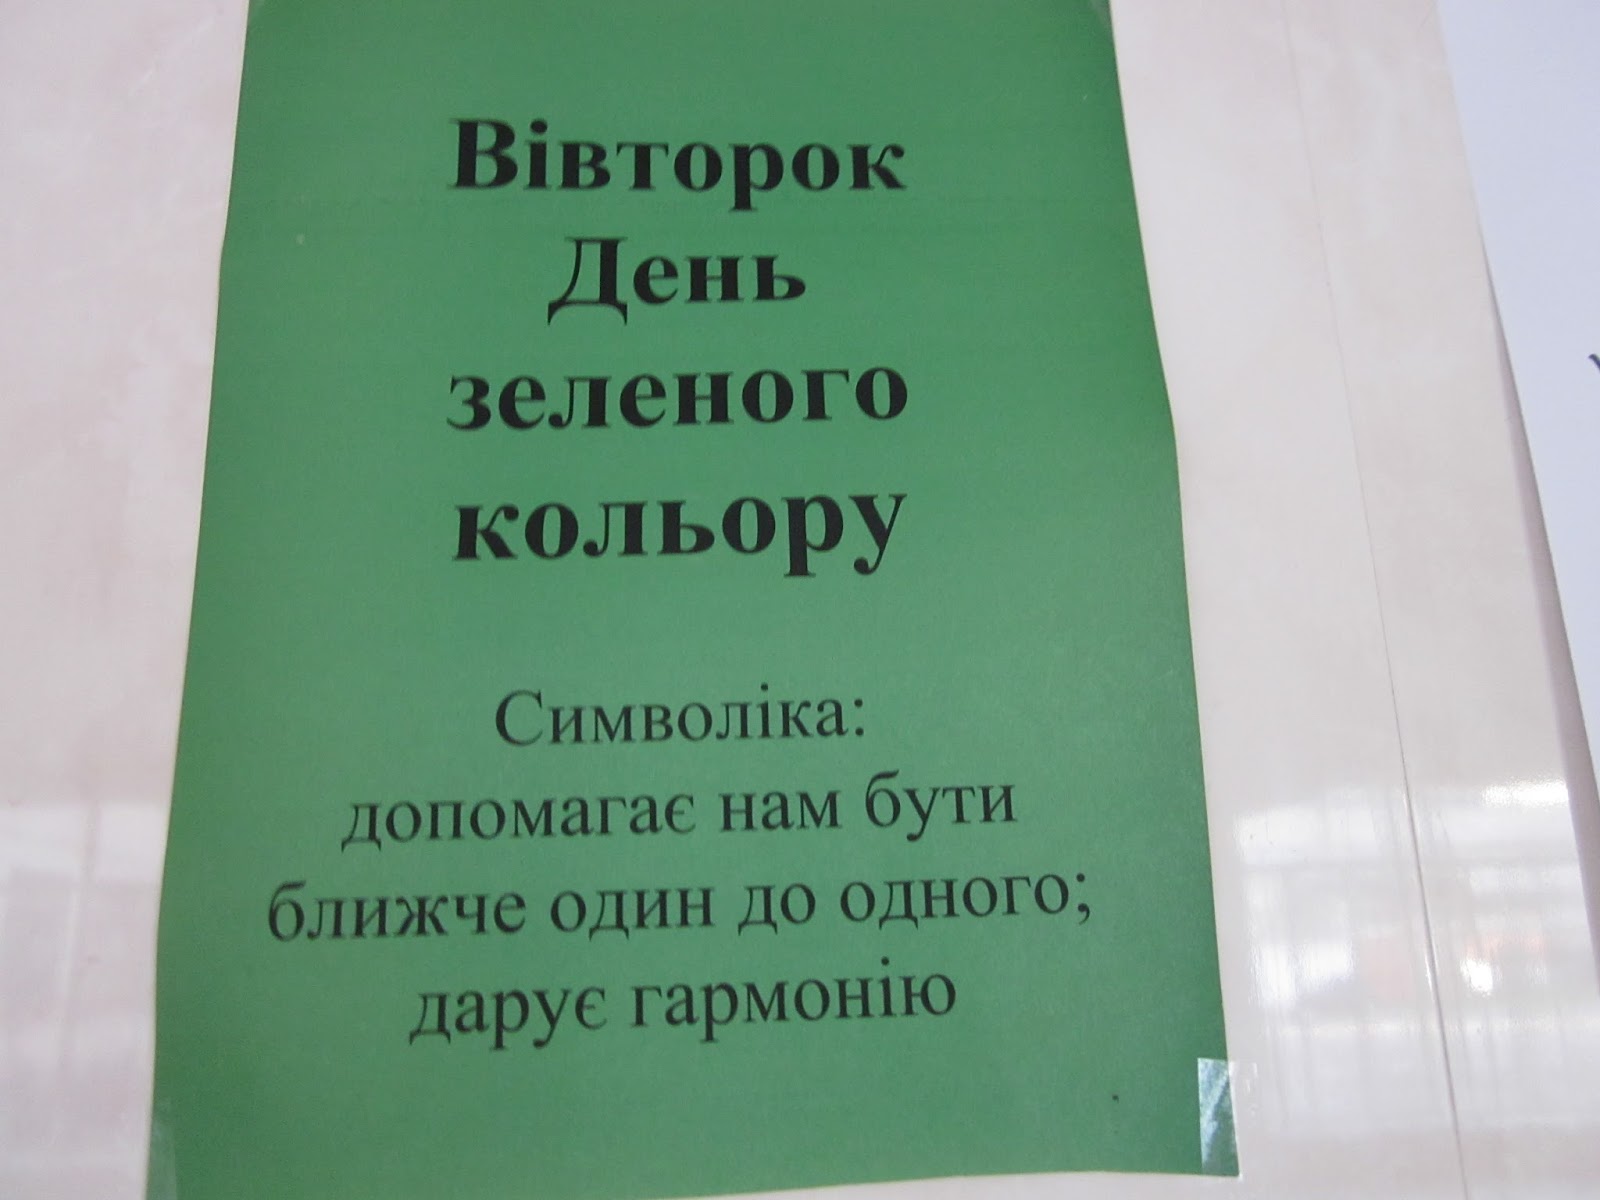 Вівторок
День
зеленого
кольору
Символіка:
допомагає нам бути
ближче один до одного;
дарує гармонію